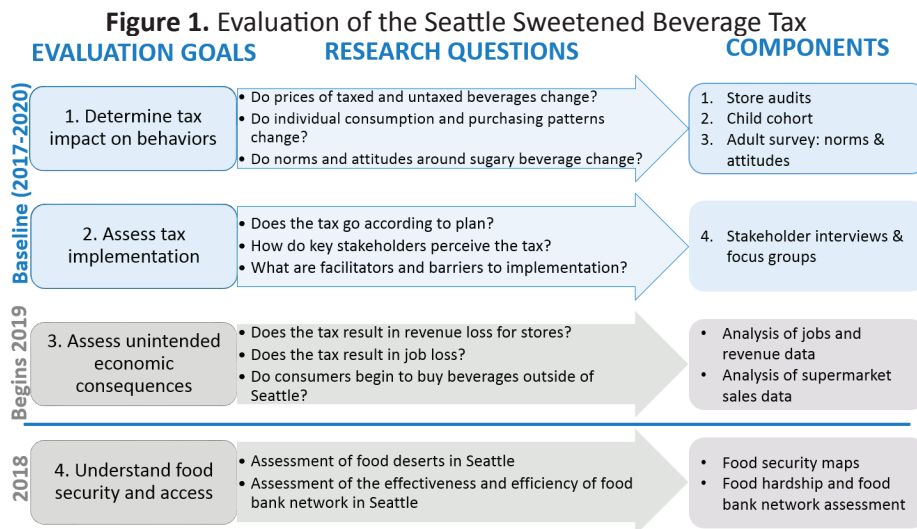 Figure 1. Evaluation of the Seattle Sweetened Beverage Tax
EVALUATION GOALS
RESEARCH QUESTIONS
COMPONENTS
Baseline (2017-2020)
1. Determine tax
impact on behaviors
• Do prices of taxed and untaxed beverages change?
• Do individual consumption and purchasing patterns
change?
• Do norms and attitudes around sugary beverage change?
1. Store audits
2. Child cohort
3. Adult survey: norms &
attitudes
2. Assess tax
implementation
• Does the tax go according to plan?
• How do key stakeholders perceive the tax?
• What are facilitators and barriers to implementation?
4. Stakeholder interviews &
focus groups
Begins 2019
3. Assess unintended
economic
consequences
• Does the tax result in revenue loss for stores?
• Does the tax result in job loss?
• Do consumers begin to buy beverages outside of
Seattle?
• Analysis of jobs and
revenue data
• Analysis of supermarket
sales data
2018
4. Understand food
security and access
• Assessment of food deserts in Seattle
• Assessment of the effectiveness and efficiency of food
bank network in Seattle
• Food security maps
• Food hardship and food
bank network assessment